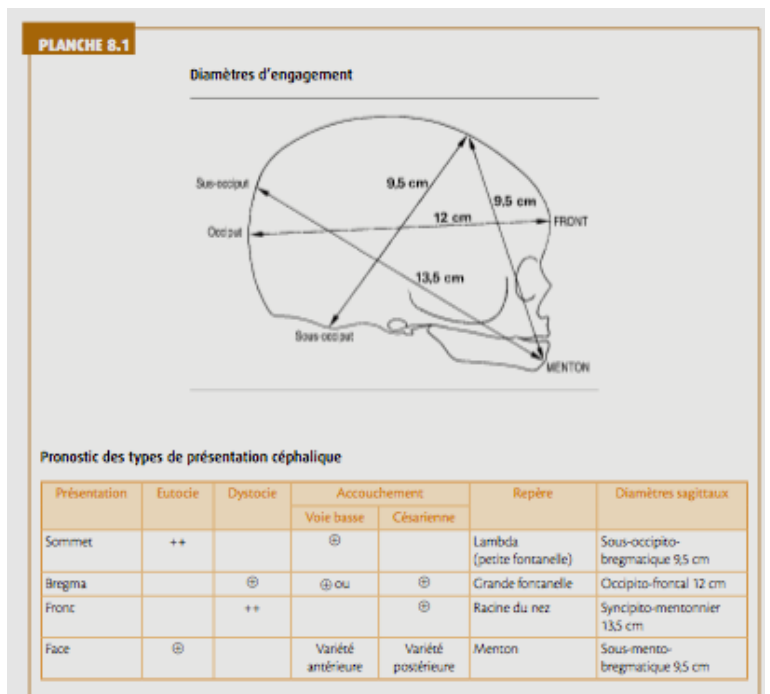 PLANCHE 8.1
Diamètres d'engagement
Sus-occiput
9,5 cm
9,5 cm
12 cm
FRONT
Occiput
13,5 cm
Sous-occiput
MENTON
Pronostic des types de présentation céphalique
Présentation Eutocie Dystocie Accouchement Repère Diamètres sagittaux
Voie basse Césarienne
Sommet ++ ⊕ Lambda (petite fontanelle) Sous-occipito-bregmatique 9,5 cm
Bregma ⊕ ⊕ ou ⊕ Grande fontanelle Occipito-frontal 12 cm
Front ++ ⊕ Racine du nez Syncipito-mentonnier 13,5 cm
Face ⊕ Variété antérieure Variété postérieure Menton Sous-mento-bregmatique 9,5 cm